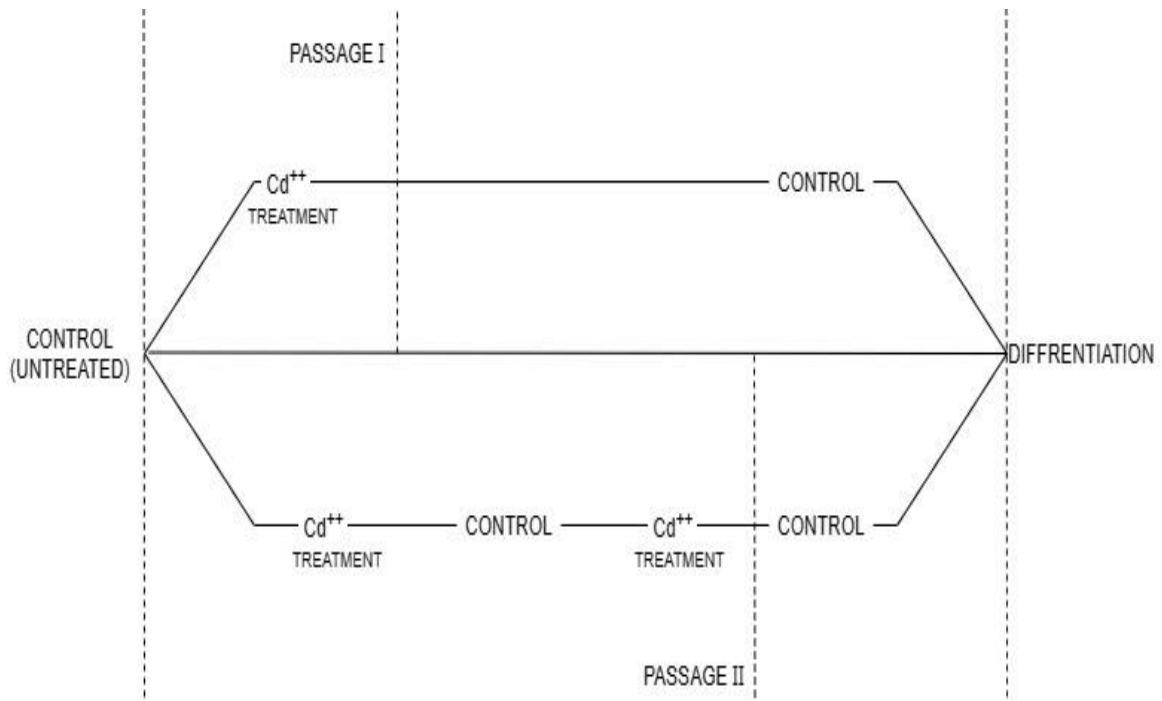 PASSAGE I
Cd++
TREATMENT
CONTROL
CONTROL
(UNTREATED)
DIFFRENTIATION
Cd++
TREATMENT
CONTROL
Cd++
TREATMENT
CONTROL
PASSAGE II